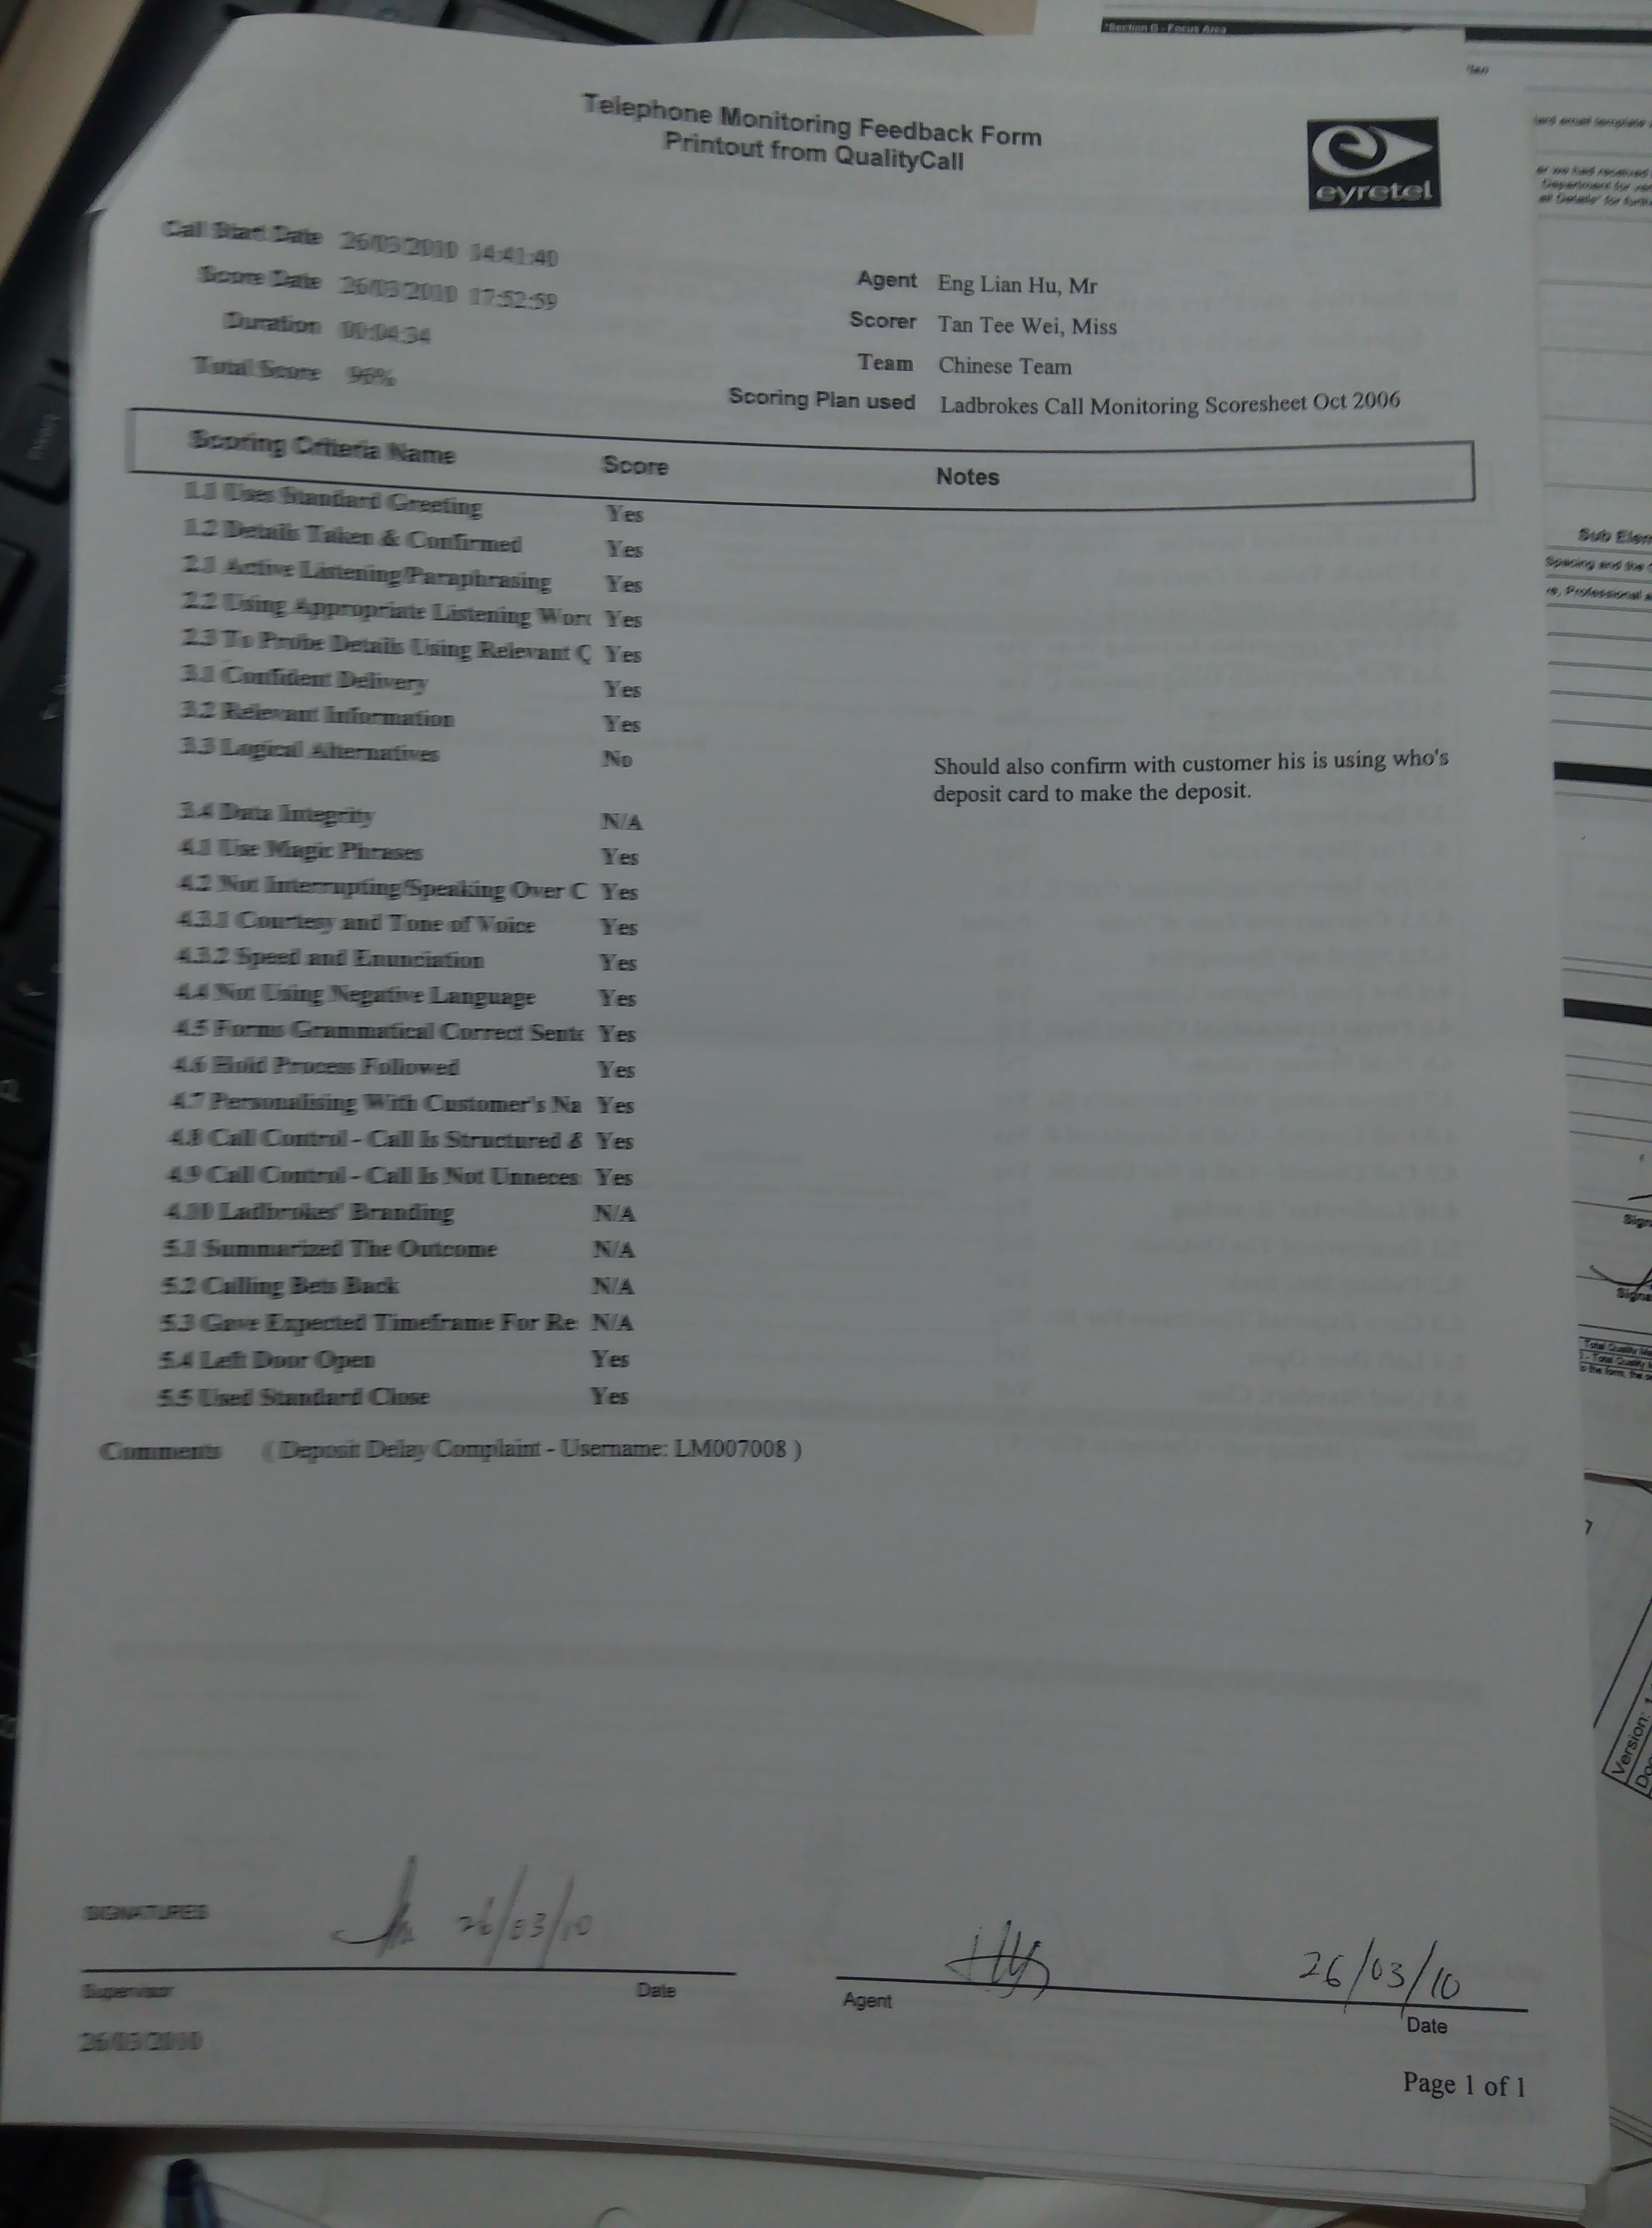 Telephone Monitoring Feedback Form
Printout from QualityCall
eyretel
Call Start Date 26/03/2010 14:41:40
Score Date 26/03/2010 17:52:59
Duration 00:04:34
Total Score 96%
Agent Eng Lian Hu, Mr
Scorer Tan Tee Wei, Miss
Team Chinese Team
Scoring Plan used Ladbrokes Call Monitoring Scoresheet Oct 2006
Scoring Criteria Name Score Notes
1.1 Uses Standard Greeting Yes
1.2 Details Taken & Confirmed Yes
2.1 Active Listening/Paraphrasing Yes
2.2 Using Appropriate Listening Wor Yes
2.3 To Probe Details Using Relevant Q Yes
3.1 Confident Delivery Yes
3.2 Relevant Information Yes
3.3 Logical Alternatives No Should also confirm with customer his is using who's
deposit card to make the deposit.
3.4 Data Integrity N/A
4.1 Use Magic Phrases Yes
4.2 Not Interrupting/Speaking Over C Yes
4.3.1 Courtesy and Tone of Voice Yes
4.3.2 Speed and Enunciation Yes
4.4 Not Using Negative Language Yes
4.5 Forms Grammatical Correct Sente Yes
4.6 Hold Process Followed Yes
4.7 Personalising With Customer's Na Yes
4.8 Call Control - Call Is Structured & Yes
4.9 Call Control - Call Is Not Unneces Yes
4.10 Ladbrokes' Branding N/A
5.1 Summarized The Outcome N/A
5.2 Calling Bets Back N/A
5.3 Gave Expected Timeframe For Re N/A
5.4 Left Door Open Yes
5.5 Used Standard Close Yes
Comments ( Deposit Delay Complaint - Username: LM007008 )
SIGNATURES
26/03/10
26/03/10
Supervisor Date
Agent Date
26/03/2010
Page 1 of 1
Section G - Focus Area
Sub Elem
Spacing and the
Professional
Version: 1